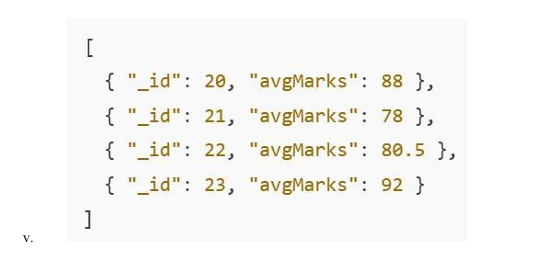 [
{ "_id": 20, "avgMarks": 88 },
{ "_id": 21, "avgMarks": 78 },
{ "_id": 22, "avgMarks": 80.5 },
{ "_id": 23, "avgMarks": 92 }
]
v.